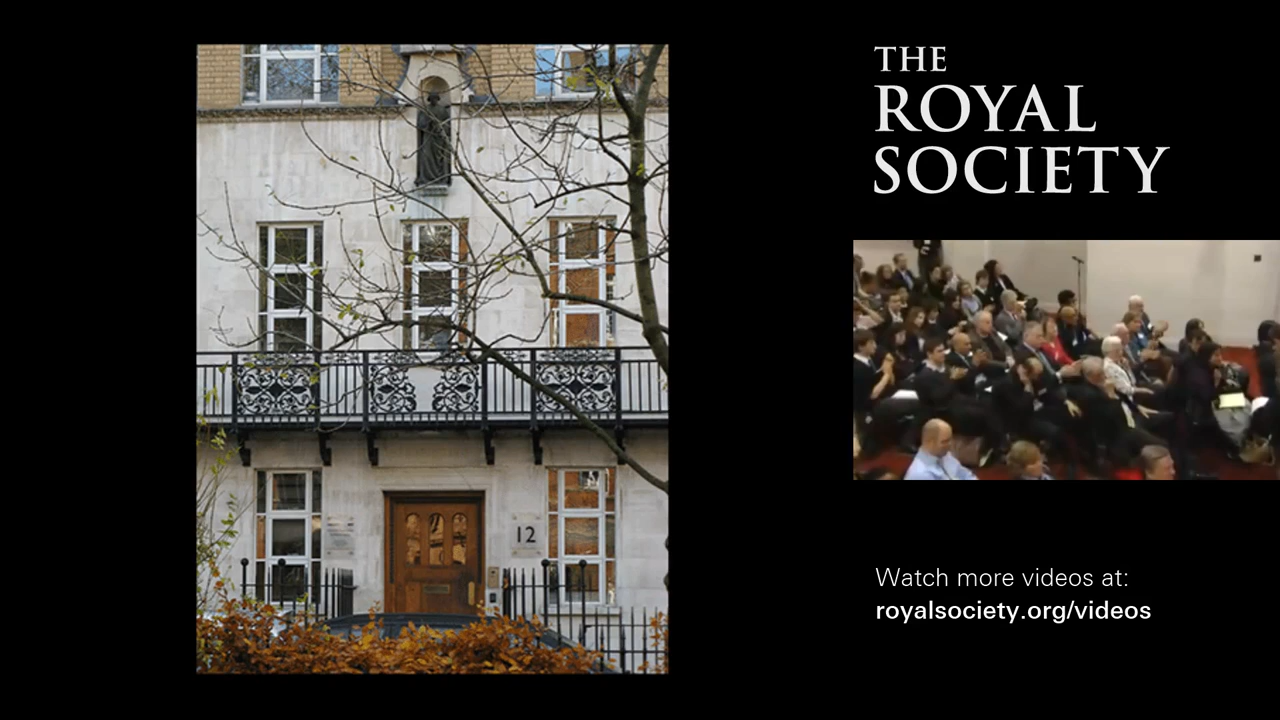 THE
ROYAL
SOCIETY
12
Watch more videos at:
royalsociety.org/videos